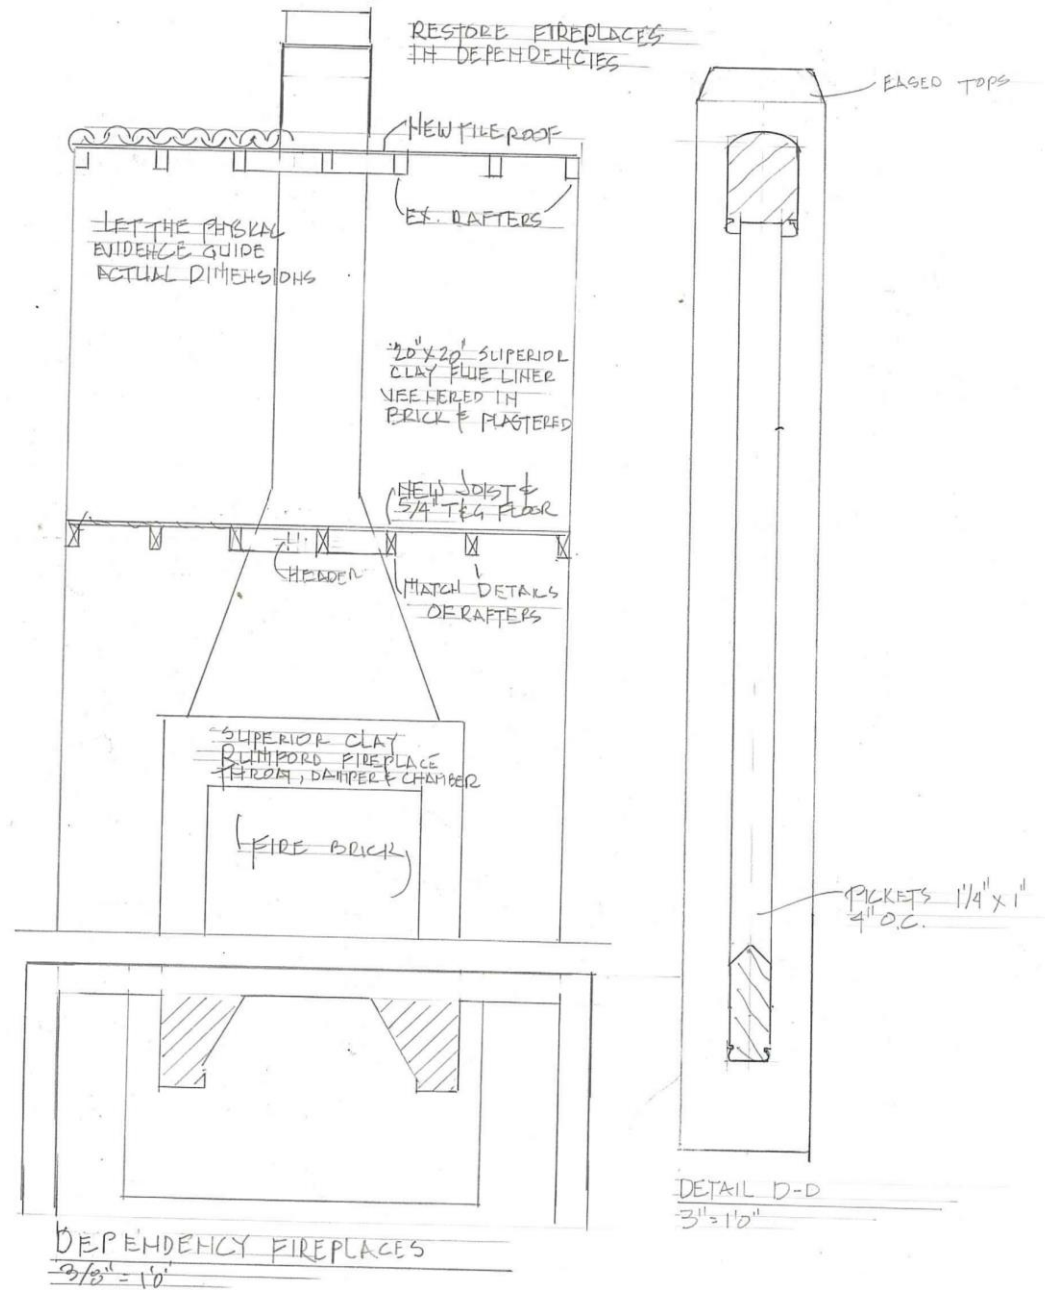 RESTORE FIREPLACES
IN DEPENDENCIES
EASED TOPS
NEW TILE ROOF
EX. RAFTERS
LET THE PHYSICAL
EVIDENCE GUIDE
ACTUAL DIMENSIONS
20"X20" SUPERIOR
CLAY FLUE LINER
VEENERED IN
BRICK & PLASTERED
NEW JOIST &
5/4" T&G FLOOR
HEADER
MATCH DETAILS
OF RAFTERS
SUPERIOR CLAY
RUMFORD FIREPLACE
THROAT, DAMPER & CHAMBER
FIRE BRICK
PICKETS 1 1/4" X 1"
4" O.C.
DETAIL D-D
3"=1'0"
DEPENDENCY FIREPLACES
3/8"=1'0"